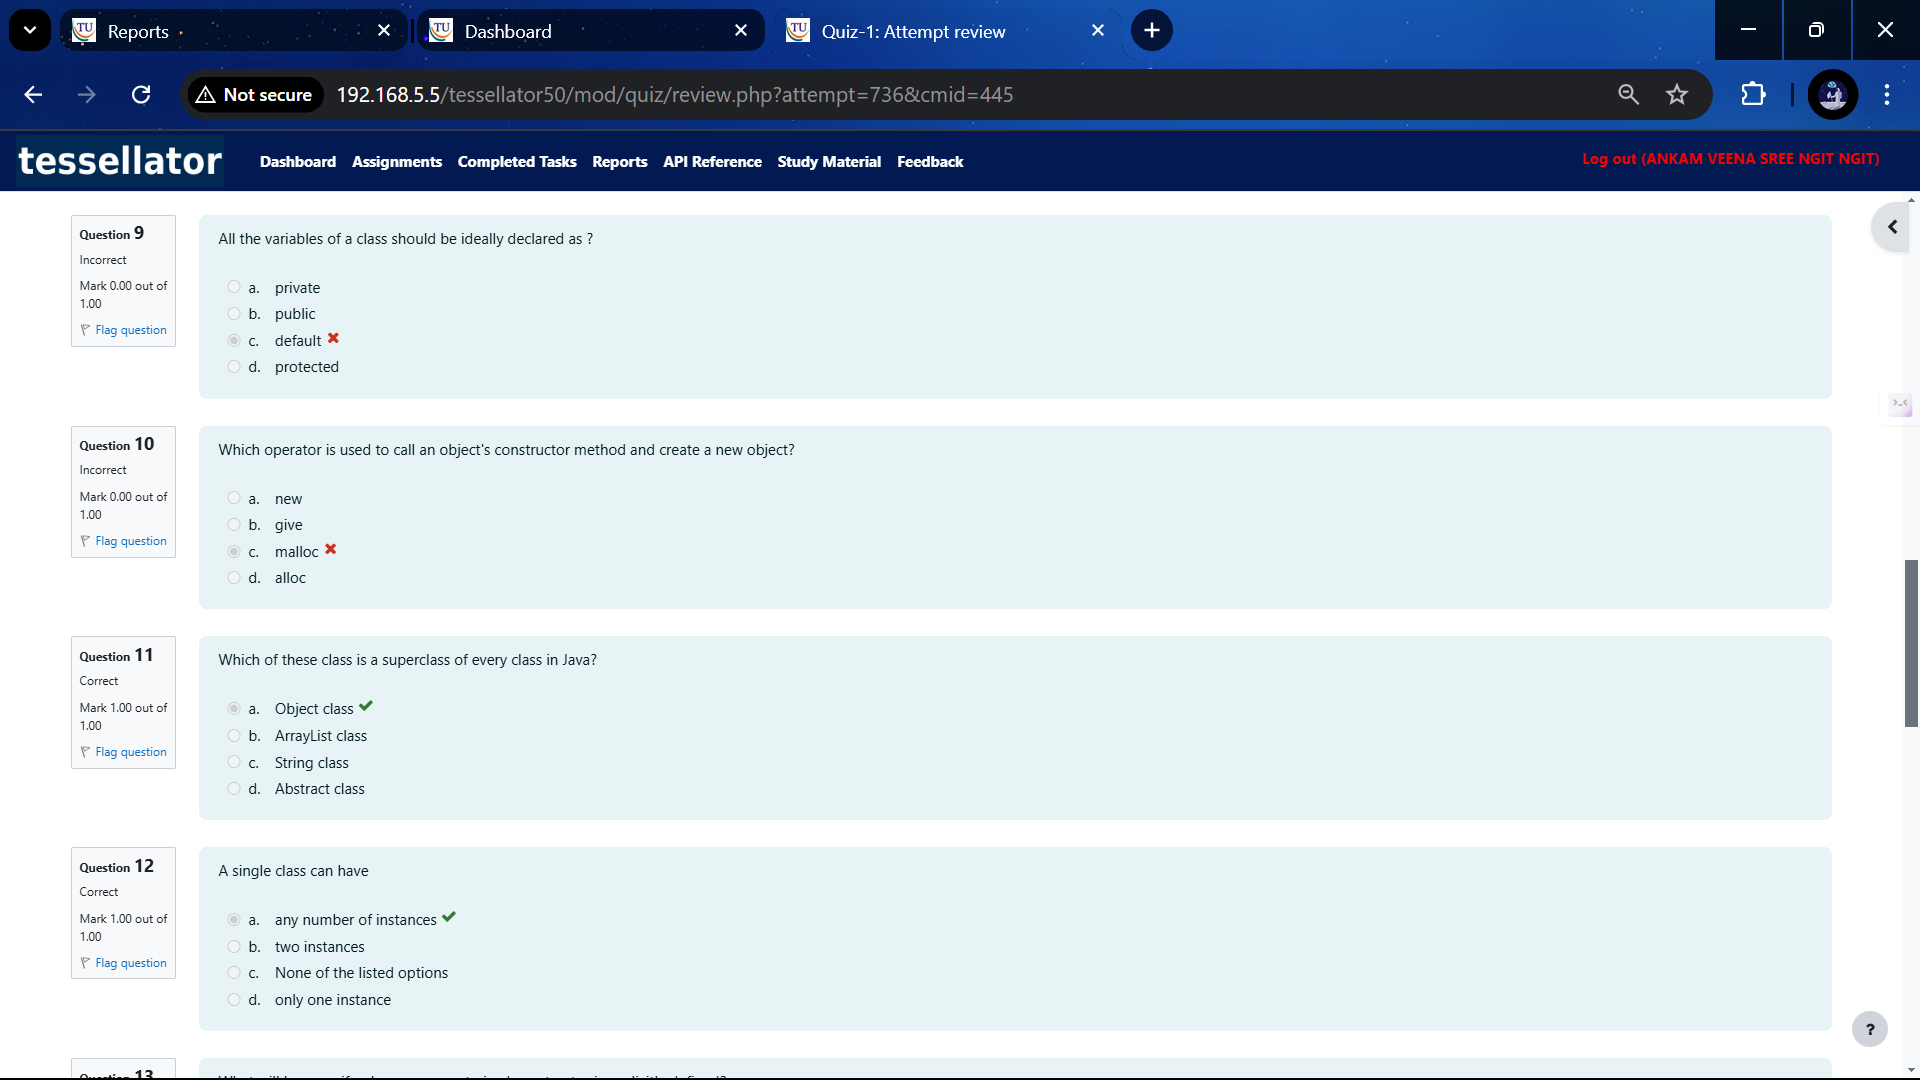 Reports
Dashboard
Quiz-1: Attempt review
Not secure
192.168.5.5/tessellator50/mod/quiz/review.php?attempt=736&cmid=445
tessellator
Dashboard Assignments Completed Tasks Reports API Reference Study Material Feedback
Log out (ANKAM VEENA SREE NGIT NGIT)
Question 9
Incorrect
Mark 0.00 out of
1.00
Flag question
All the variables of a class should be ideally declared as ?
a. private
b. public
c. default
d. protected
Question 10
Incorrect
Mark 0.00 out of
1.00
Flag question
Which operator is used to call an object's constructor method and create a new object?
a. new
b. give
c. malloc
d. alloc
Question 11
Correct
Mark 1.00 out of
1.00
Flag question
Which of these class is a superclass of every class in Java?
a. Object class
b. ArrayList class
c. String class
d. Abstract class
Question 12
Correct
Mark 1.00 out of
1.00
Flag question
A single class can have
a. any number of instances
b. two instances
c. None of the listed options
d. only one instance
?
Question 13